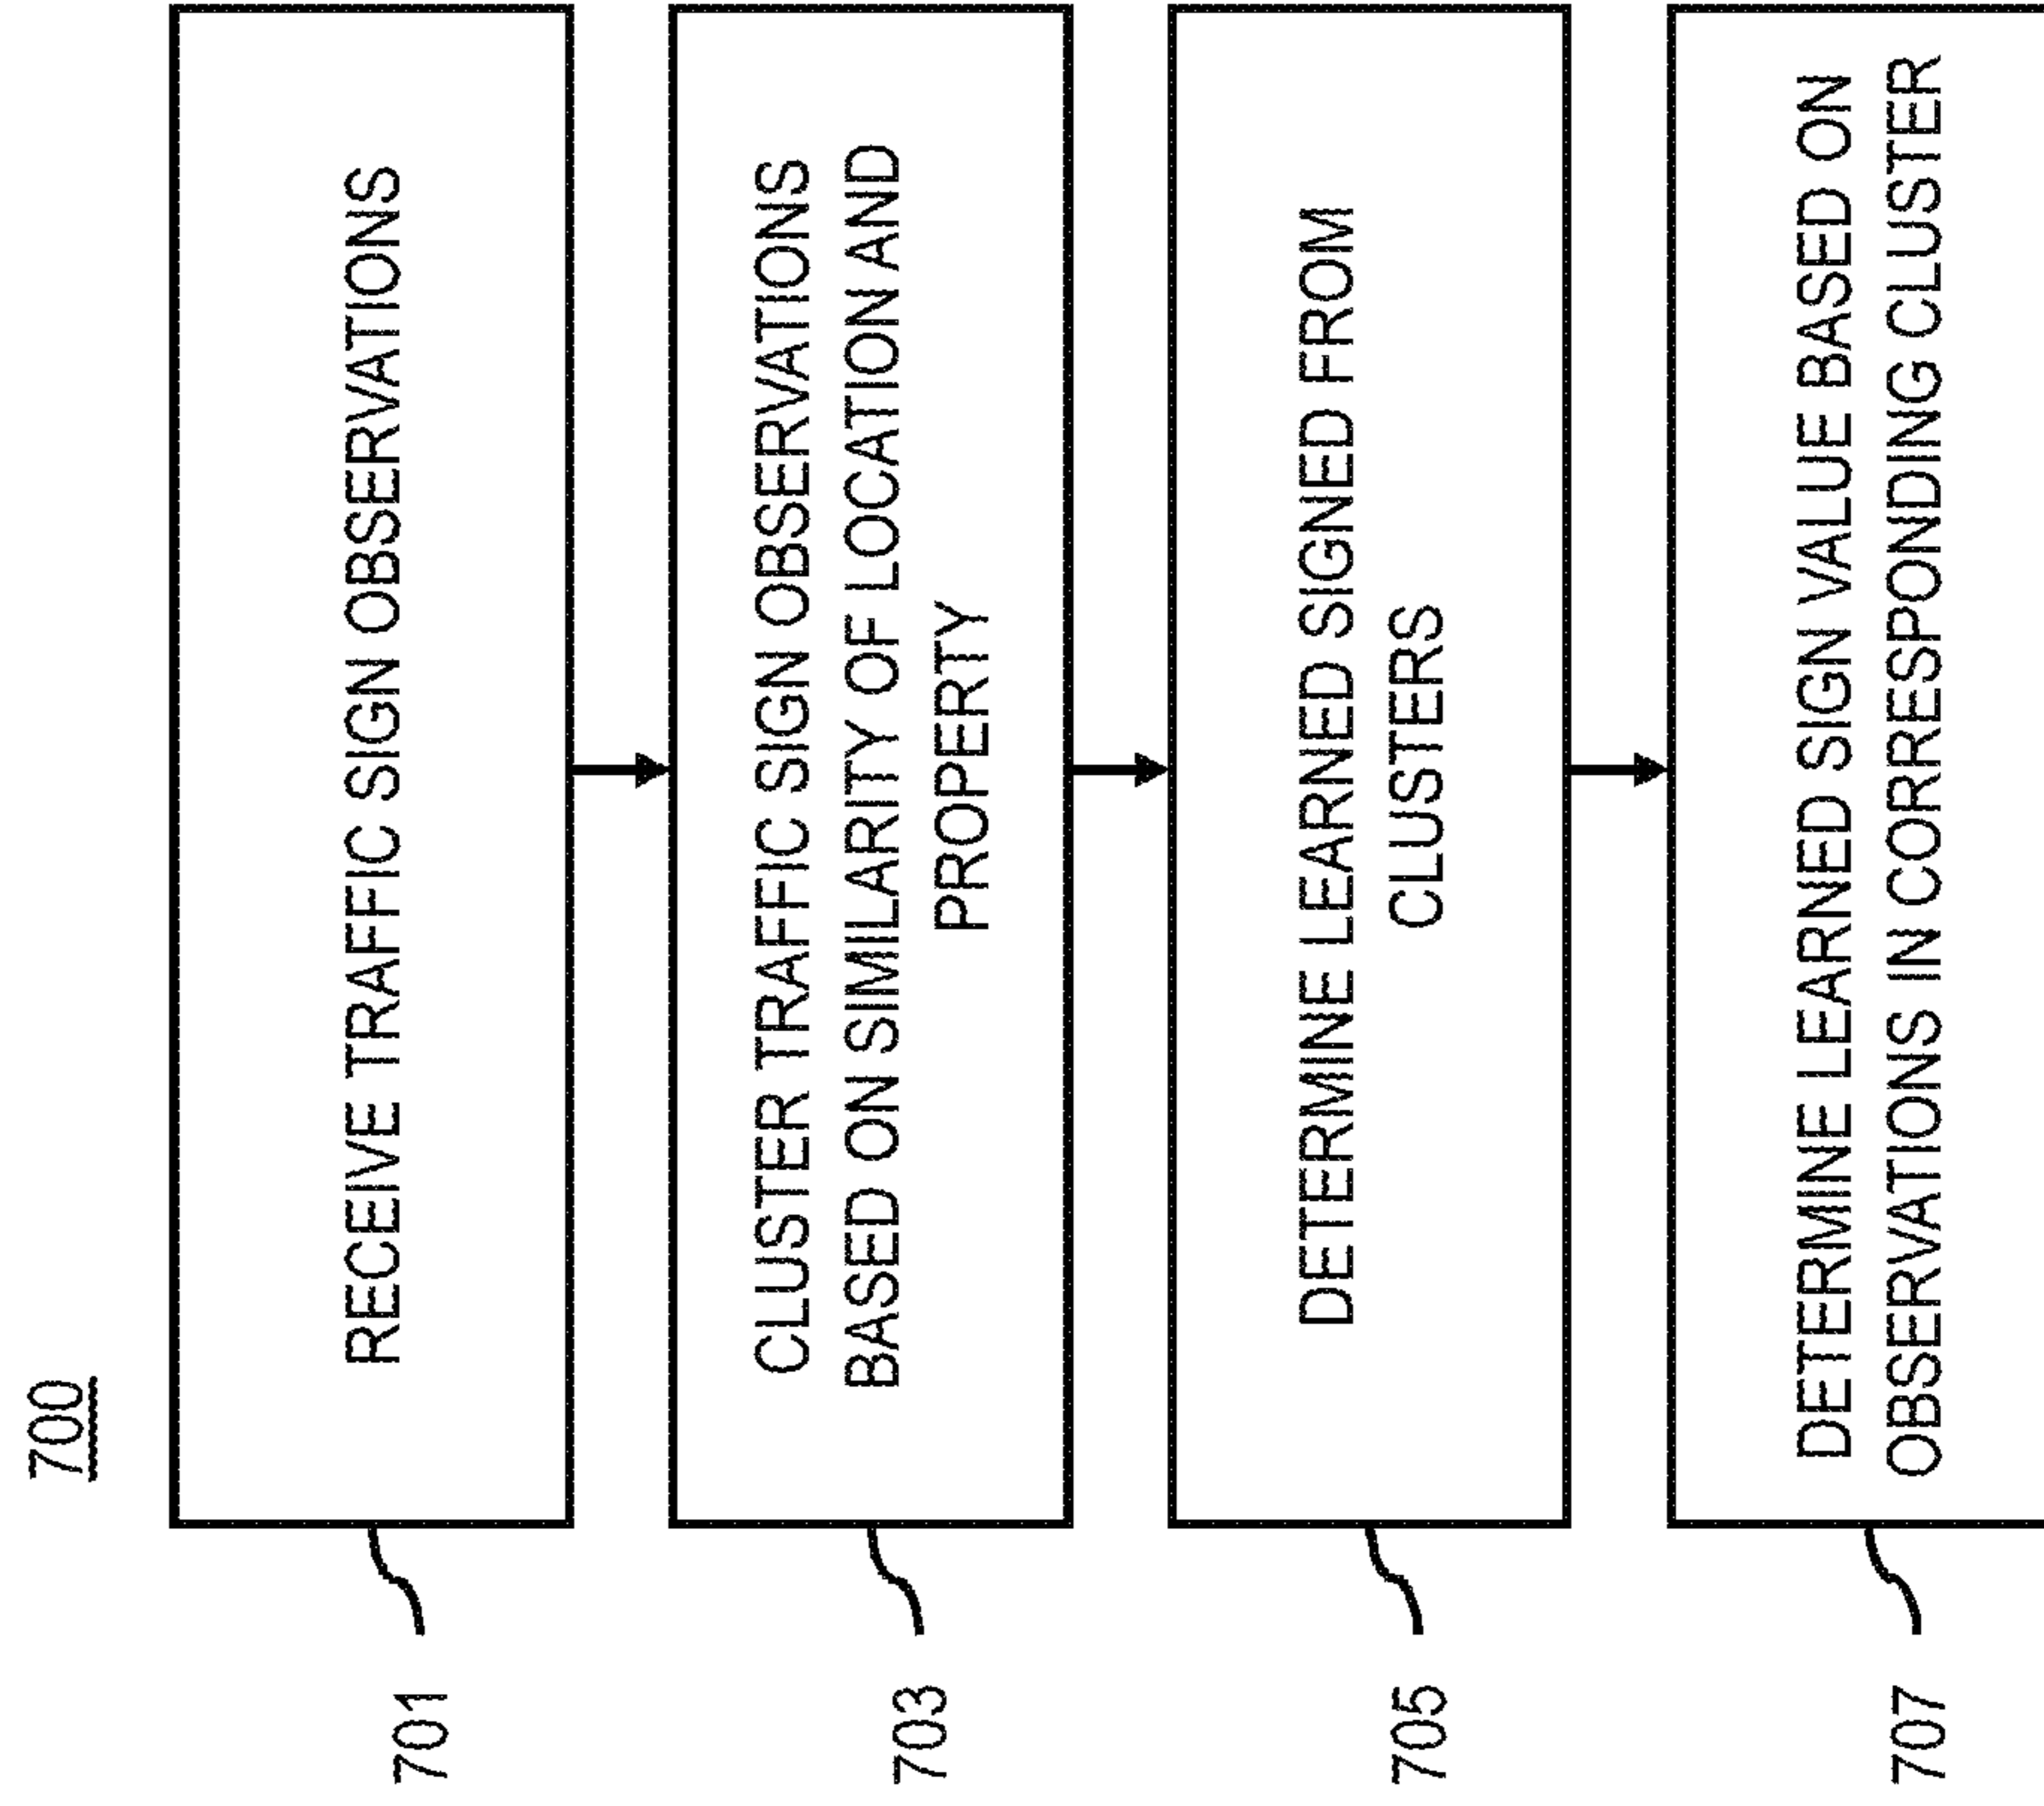 700
701
RECEIVE TRAFFIC SIGN OBSERVATIONS
703
CLUSTER TRAFFIC SIGN OBSERVATIONS
BASED ON SIMILARITY OF LOCATION AND
PROPERTY
705
DETERMINE LEARNED SIGNED FROM
CLUSTERS
707
DETERMINE LEARNED SIGN VALUE BASED ON
OBSERVATIONS IN CORRESPONDING CLUSTER